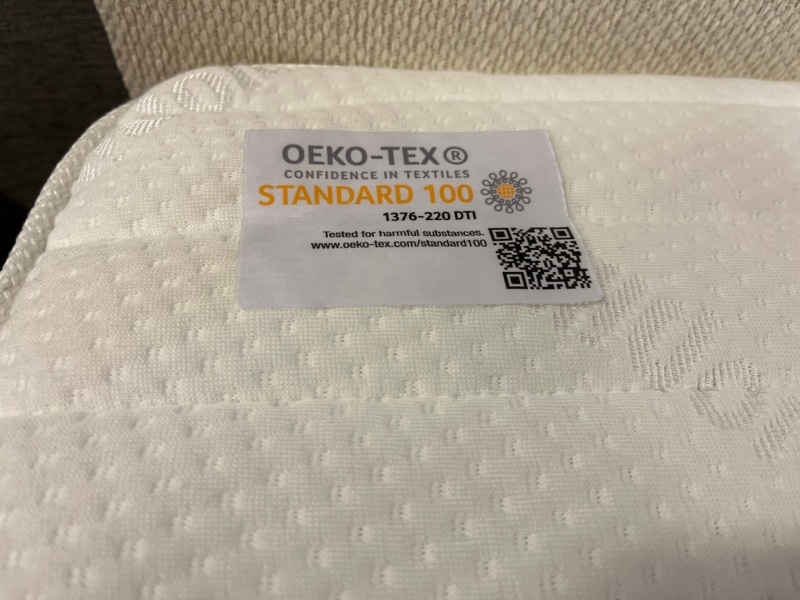 OEKO-TEX®
CONFIDENCE IN TEXTILES
STANDARD 100
1376-220 DTI
Tested for harmful substances.
www.oeko-tex.com/standard100